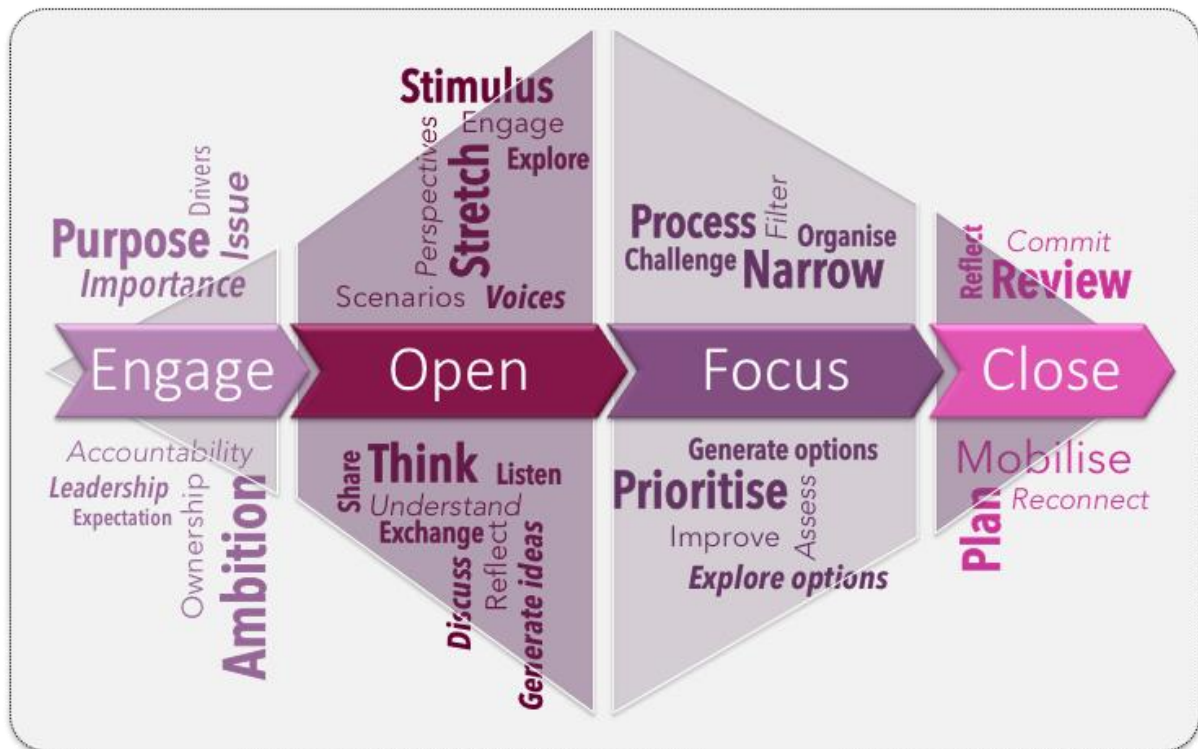 Drivers
Purpose
Issue
Importance
Engage
Accountability
Leadership
Expectation
Ownership
Ambition
Stimulus
Perspectives
Engage
Stretch
Explore
Scenarios
Voices
Open
Share
Think
Listen
Understand
Exchange
Discuss
Reflect
Generate ideas
Process
Filter
Organise
Challenge
Narrow
Focus
Generate options
Prioritise
Improve
Assess
Explore options
Reflect
Commit
Review
Close
Mobilise
Plan
Reconnect